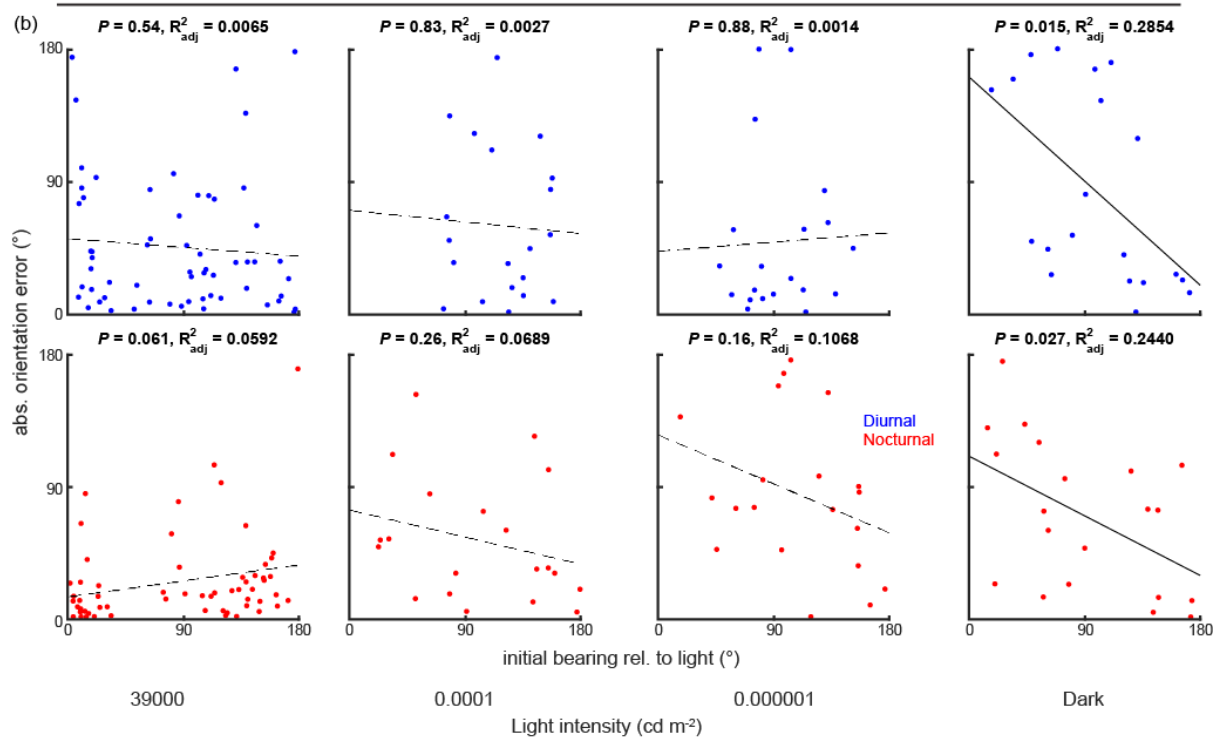 (b)
P = 0.54, R²adj = 0.0065
P = 0.83, R²adj = 0.0027
P = 0.88, R²adj = 0.0014
P = 0.015, R²adj = 0.2854
180
90
0
abs. orientation error (°)
P = 0.061, R²adj = 0.0592
P = 0.26, R²adj = 0.0689
P = 0.16, R²adj = 0.1068
P = 0.027, R²adj = 0.2440
180
90
0
Diurnal
Nocturnal
0 90 180
0 90 180
0 90 180
0 90 180
initial bearing rel. to light (°)
39000 0.0001 0.000001 Dark
Light intensity (cd m⁻²)